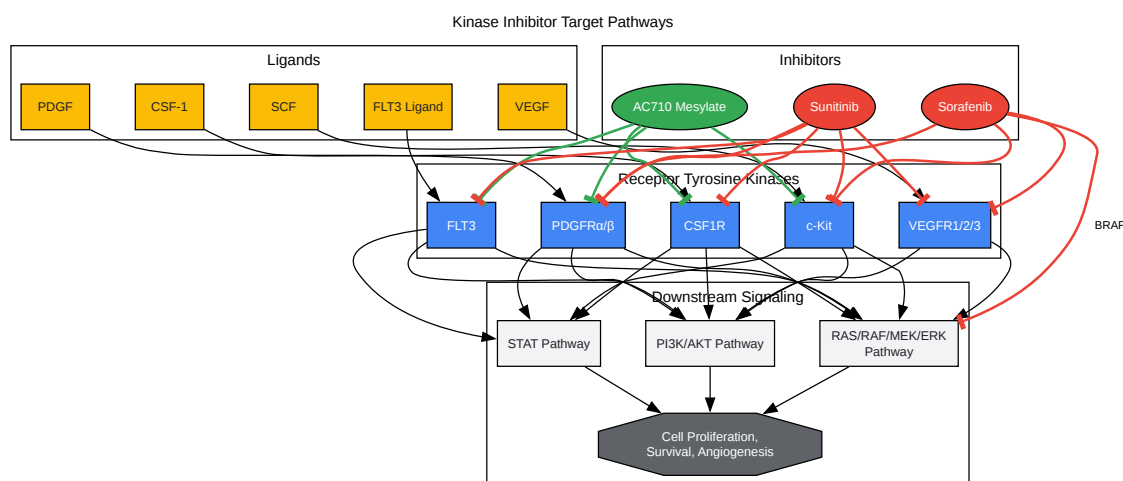 Kinase Inhibitor Target Pathways
Ligands
Inhibitors
PDGF
CSF-1
SCF
FLT3 Ligand
VEGF
AC710 Mesylate
Sunitinib
Sorafenib
Receptor Tyrosine Kinases
FLT3
PDGFRα/β
CSF1R
c-Kit
VEGFR1/2/3
BRAF
Downstream Signaling
STAT Pathway
PI3K/AKT Pathway
RAS/RAF/MEK/ERK
Pathway
Cell Proliferation,
Survival, Angiogenesis